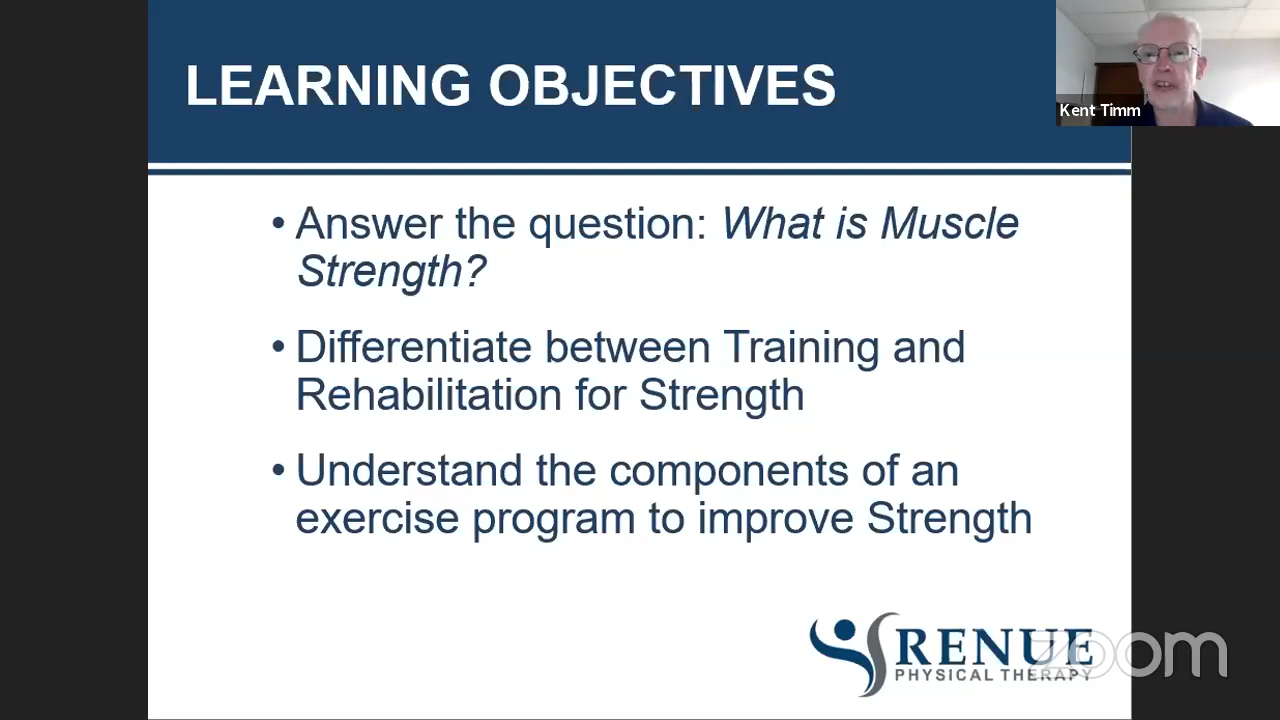 LEARNING OBJECTIVES
Kent Timm
• Answer the question: What is Muscle
Strength?
• Differentiate between Training and
Rehabilitation for Strength
• Understand the components of an
exercise program to improve Strength
RENUE
PHYSICAL THERAPY
zoom